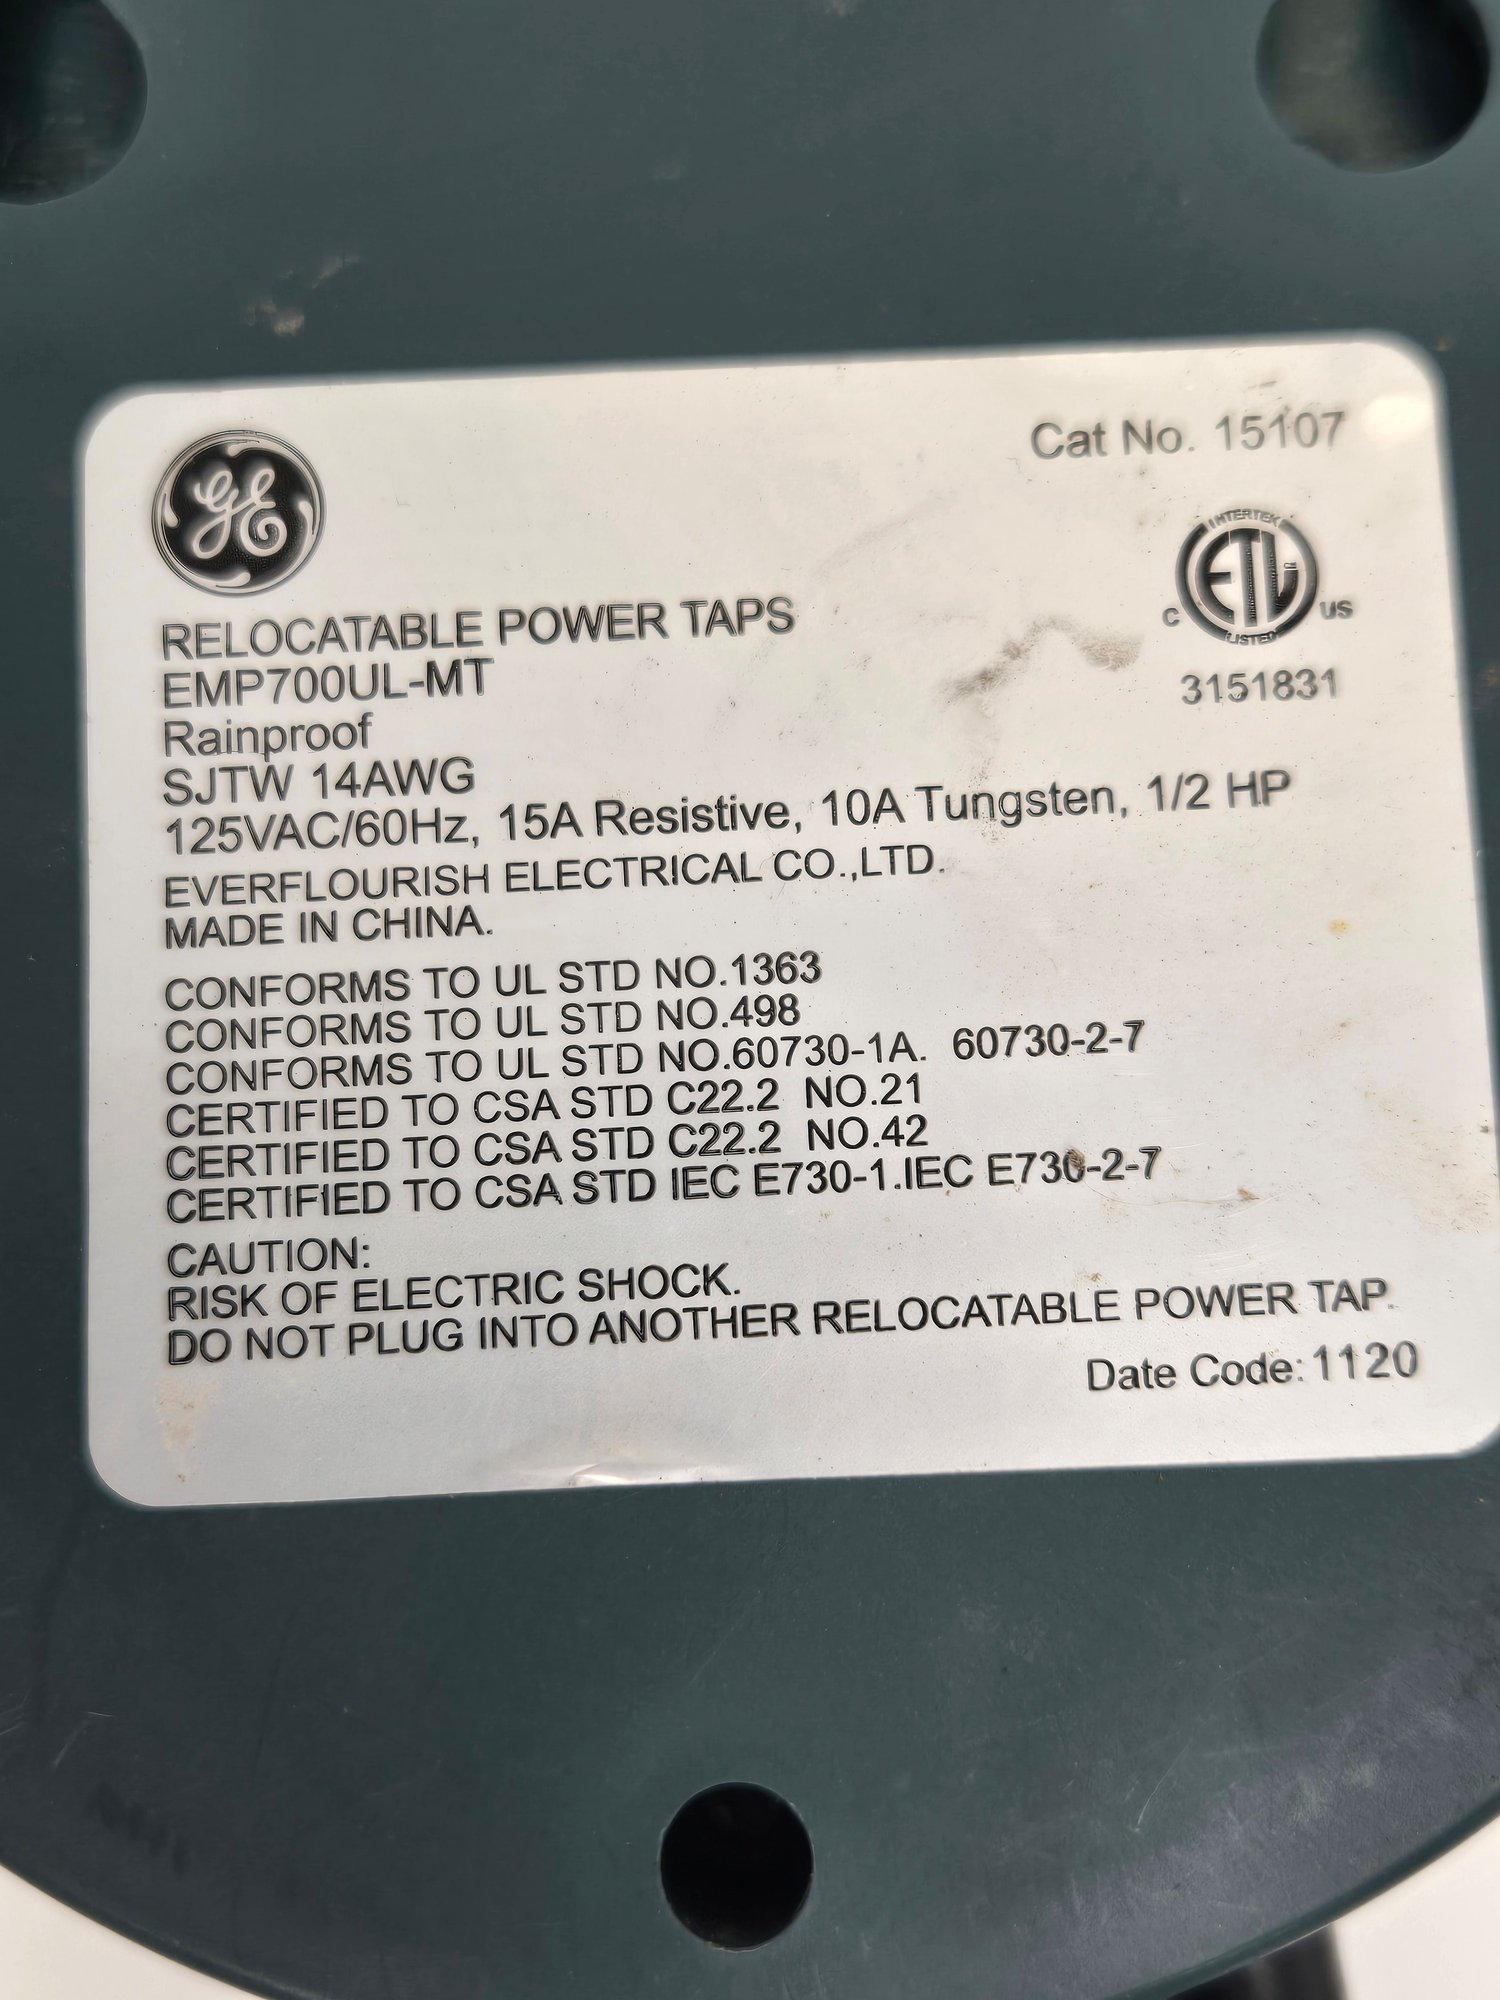 GE
Cat No. 15107
INTERTEK
ETL
C US
LISTED
3151831
RELOCATABLE POWER TAPS
EMP700UL-MT
Rainproof
SJTW 14AWG
125VAC/60Hz, 15A Resistive, 10A Tungsten, 1/2 HP
EVERFLOURISH ELECTRICAL CO.,LTD.
MADE IN CHINA.
CONFORMS TO UL STD NO.1363
CONFORMS TO UL STD NO.498
CONFORMS TO UL STD NO.60730-1A. 60730-2-7
CERTIFIED TO CSA STD C22.2 NO.21
CERTIFIED TO CSA STD C22.2 NO.42
CERTIFIED TO CSA STD IEC E730-1.IEC E730-2-7
CAUTION:
RISK OF ELECTRIC SHOCK.
DO NOT PLUG INTO ANOTHER RELOCATABLE POWER TAP.
Date Code: 1120